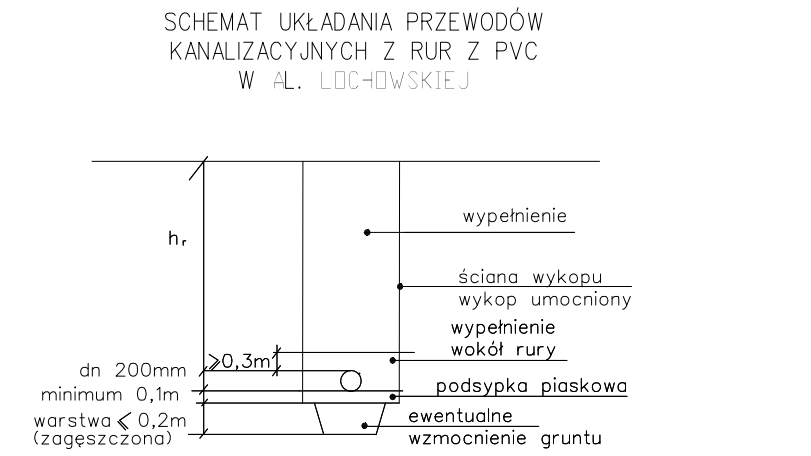 SCHEMAT UKŁADANIA PRZEWODÓW
KANALIZACYJNYCH Z RUR Z PVC
W AL.
wypełnienie
hr
ściana wykopu
wykop umocniony
wypełnienie
wokół rury
≥0,3m
dn 200mm
podsypka piaskowa
minimum 0,1m
ewentualne
wzmocnienie gruntu
warstwa ≤ 0,2m
(zagęszczona)